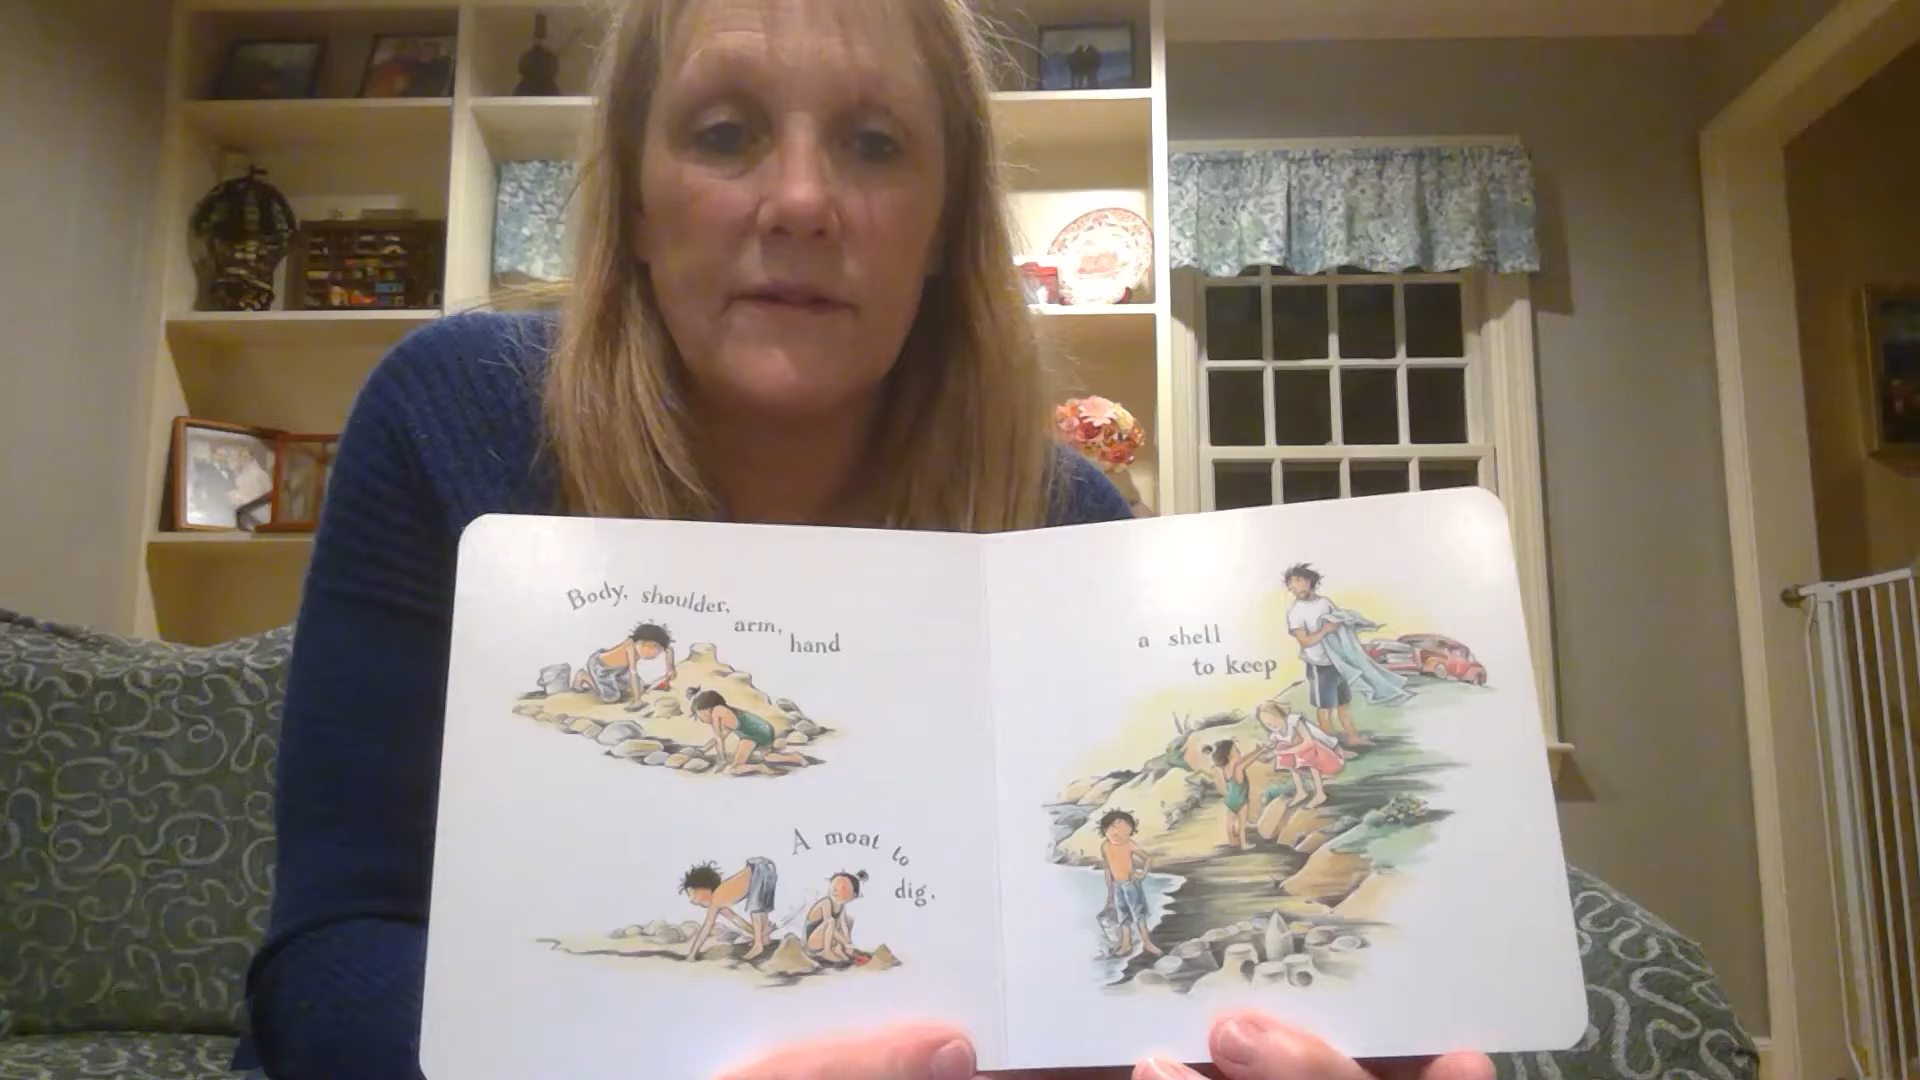 Body, shoulder,
arm,
hand
A moat to
dig,
a shell
to keep